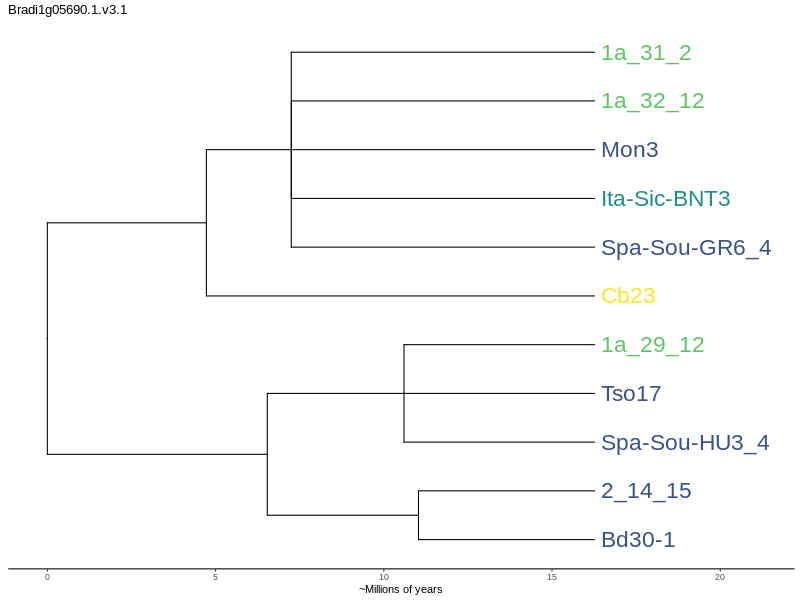 Bradi1g05690.1.v3.1
1a_31_2
1a_32_12
Mon3
Ita-Sic-BNT3
Spa-Sou-GR6_4
Cb23
1a_29_12
Tso17
Spa-Sou-HU3_4
2_14_15
Bd30-1
0 5 10 15 20
~Millions of years